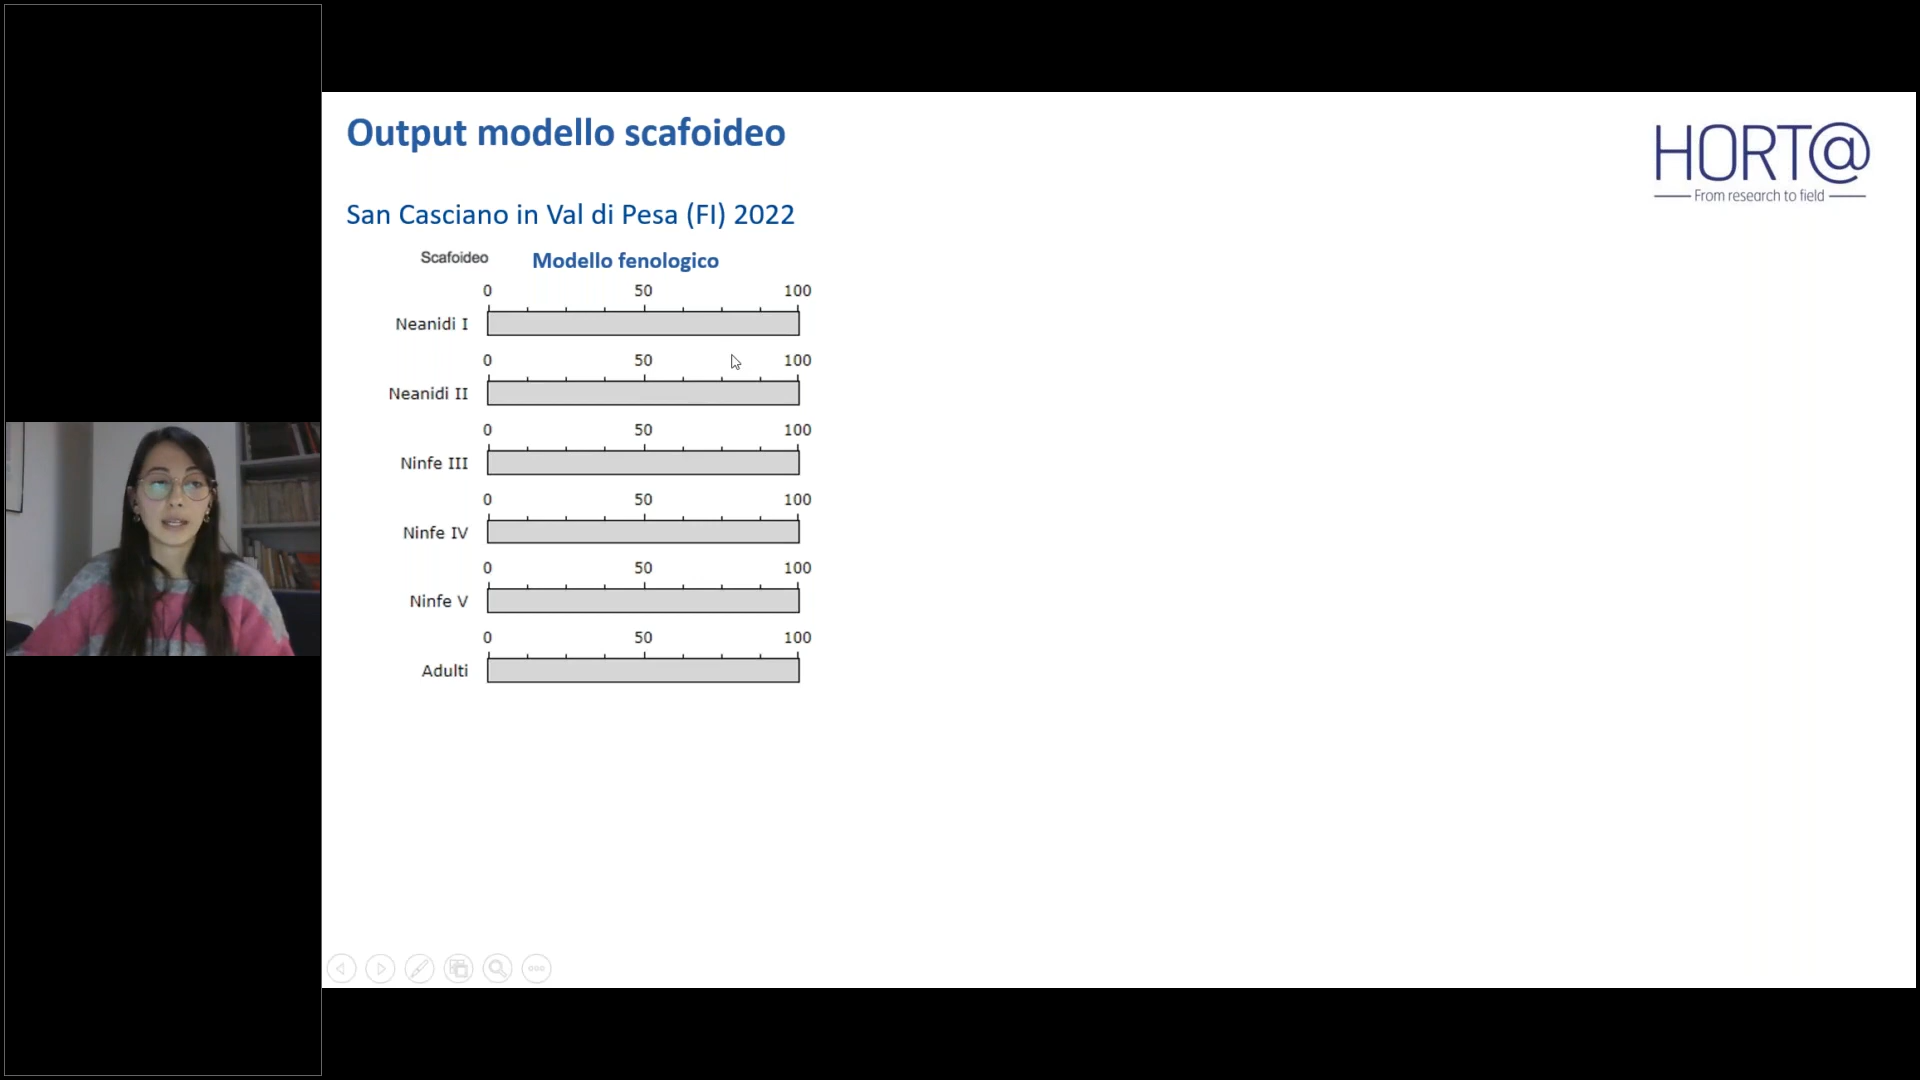 Output modello scafoideo
HORT@
From research to field
San Casciano in Val di Pesa (FI) 2022
Scafoideo Modello fenologico
0 50 100
Neanidi I
0 50 100
Neanidi II
0 50 100
Ninfe III
0 50 100
Ninfe IV
0 50 100
Ninfe V
0 50 100
Adulti